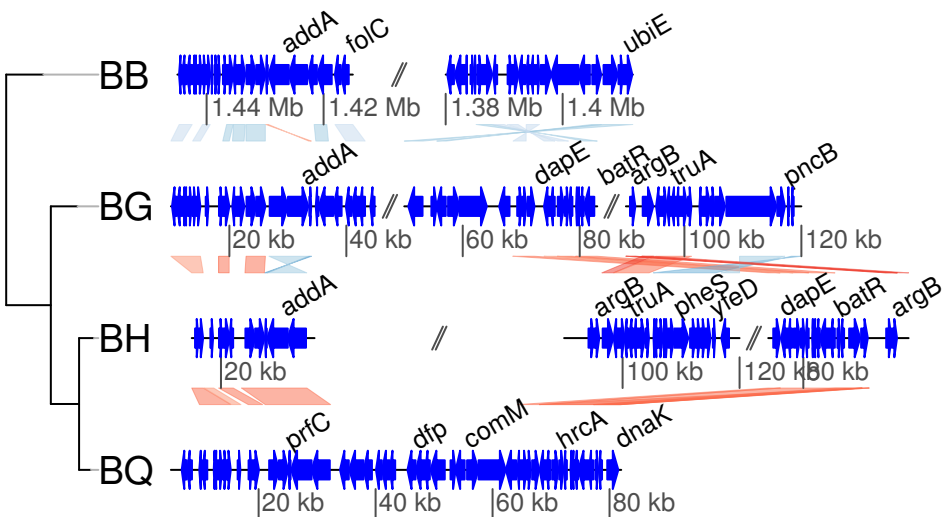 addA folC ubiE
BB
1.44 Mb 1.42 Mb 1.38 Mb 1.4 Mb
addA dapE batR argB truA pncB
BG
20 kb 40 kb 60 kb 80 kb 100 kb 120 kb
addA argB truA pheS yfeD dapE batR argB
BH
20 kb 100 kb 120 kb 80 kb
prfC dfp comM hrcA dnaK
BQ
20 kb 40 kb 60 kb 80 kb